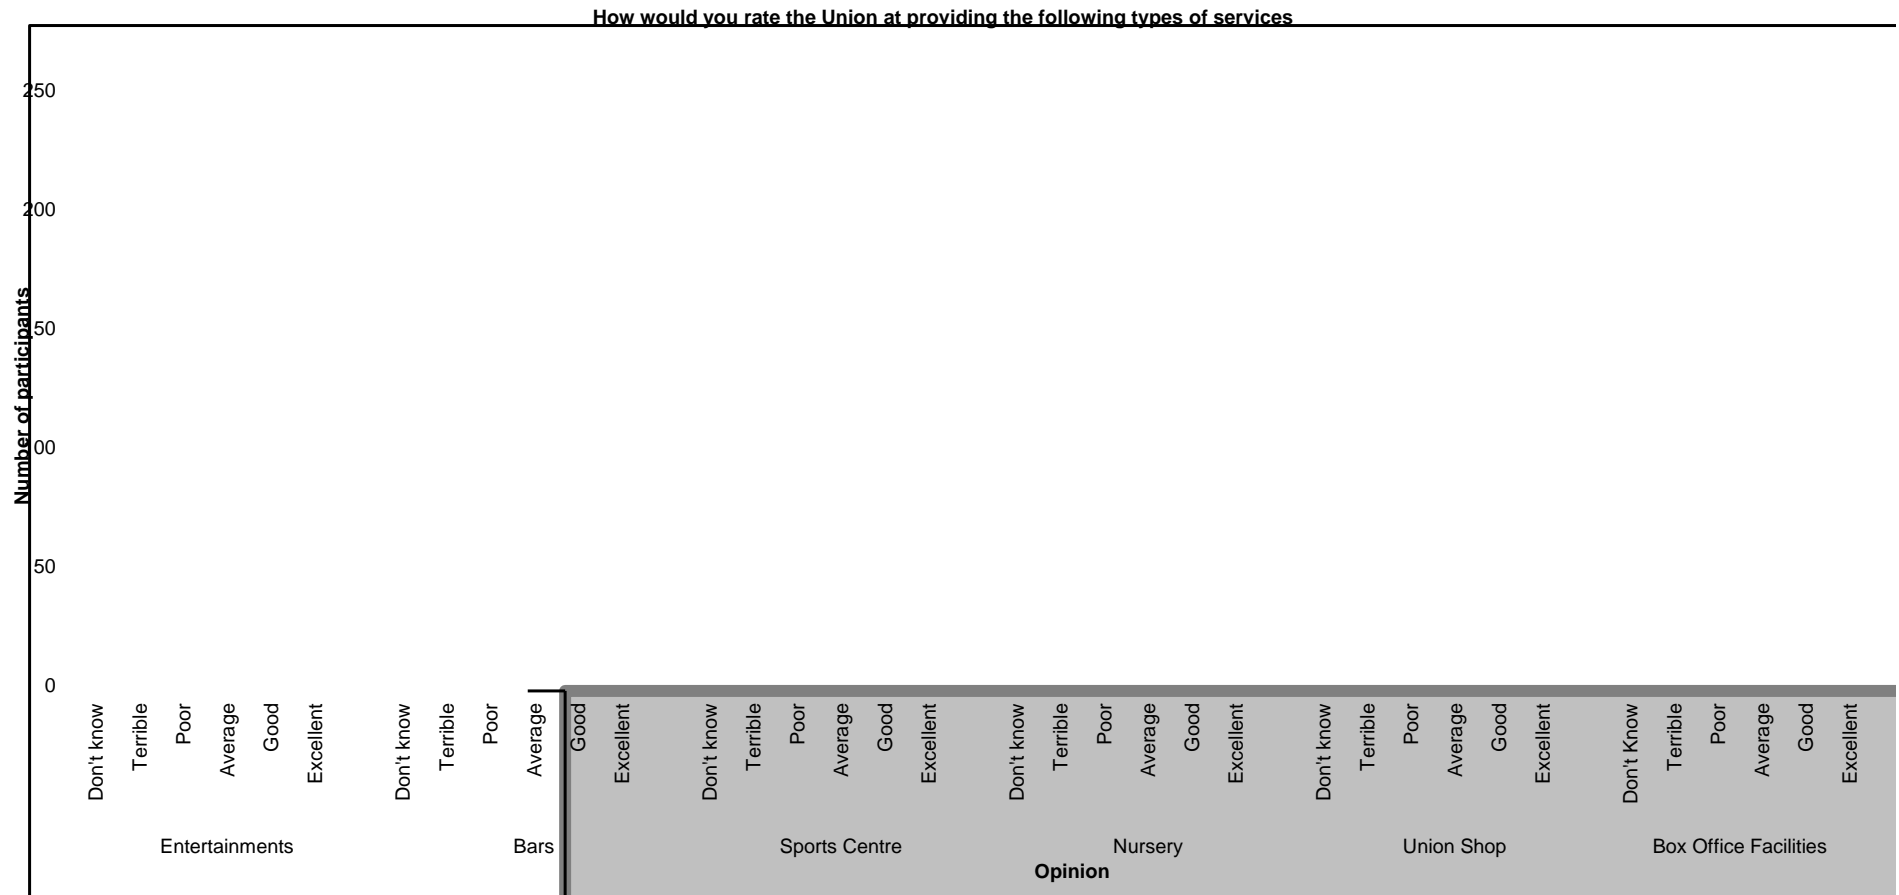 How would you rate the Union at providing the following types of services
250
200
150
100
50
0
Number of participants
Don't know Terrible Poor Average Good Excellent Don't know Terrible Poor Average Good Excellent Don't know Terrible Poor Average Good Excellent Don't know Terrible Poor Average Good Excellent Don't know Terrible Poor Average Good Excellent Don't Know Terrible Poor Average Good Excellent
Entertainments Bars Sports Centre Nursery Union Shop Box Office Facilities
Opinion